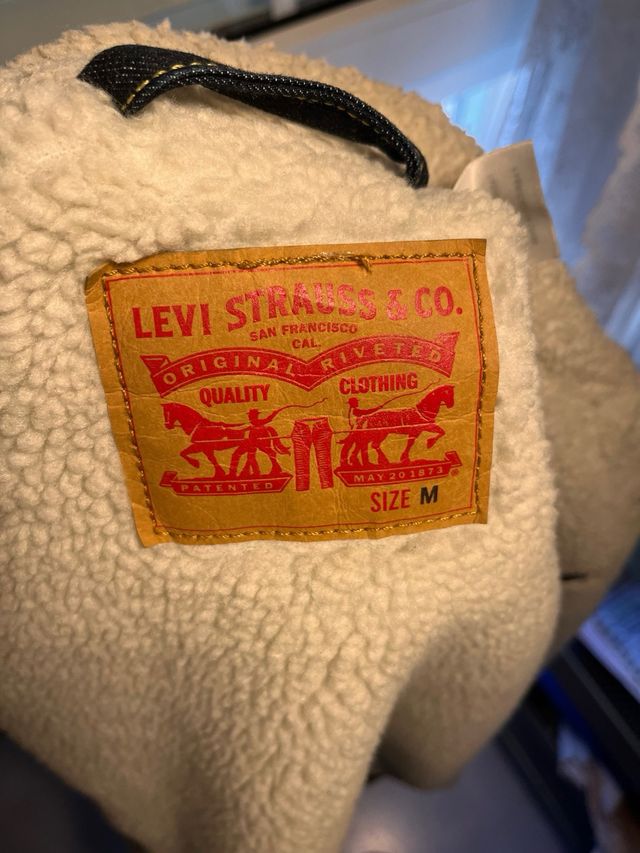 LEVI STRAUSS & CO.
SAN FRANCISCO
CAL.
ORIGINAL RIVETED
QUALITY CLOTHING
PATENTED MAY 20 1873
SIZE M